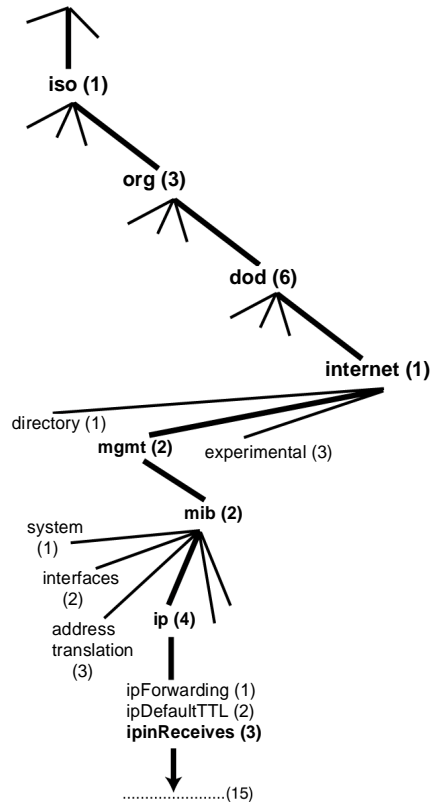 iso (1)
org (3)
dod (6)
internet (1)
directory (1)
mgmt (2)
experimental (3)
mib (2)
system
(1)
interfaces
(2)
address
translation
(3)
ip (4)
ipForwarding (1)
ipDefaultTTL (2)
ipinReceives (3)
.......................(15)